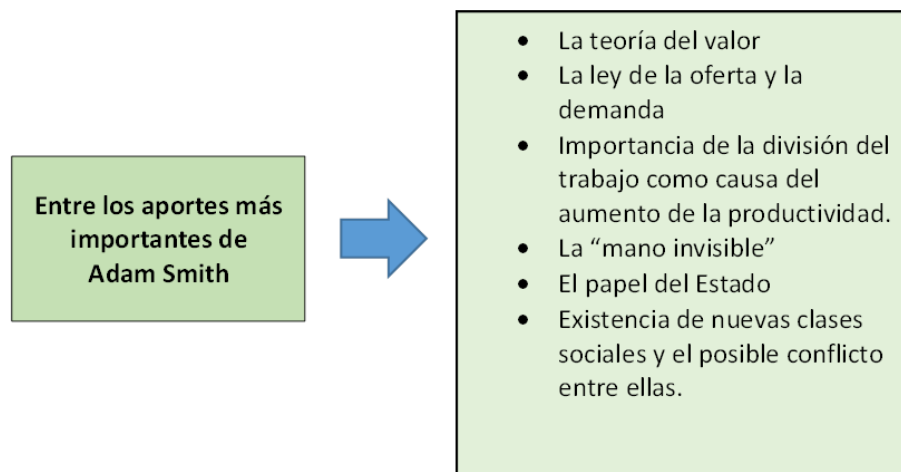 Entre los aportes más
importantes de
Adam Smith
• La teoría del valor
• La ley de la oferta y la
demanda
• Importancia de la división del
trabajo como causa del
aumento de la productividad.
• La “mano invisible”
• El papel del Estado
• Existencia de nuevas clases
sociales y el posible conflicto
entre ellas.